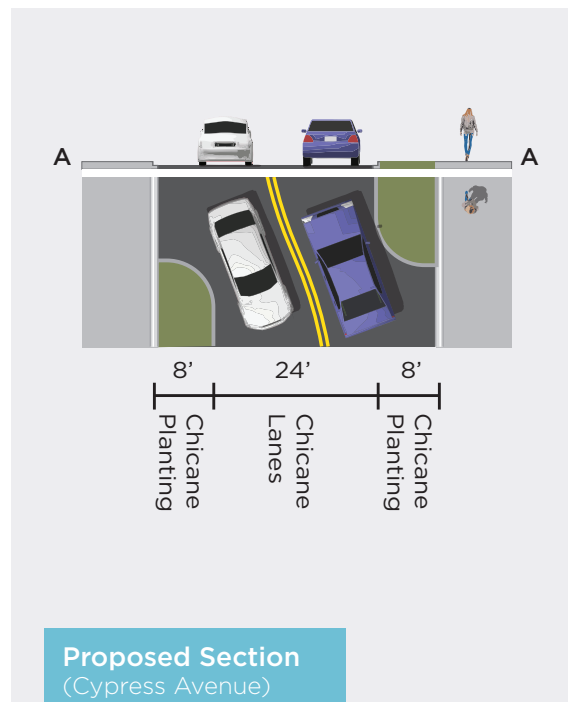 A
A
8’
24’
8’
Chicane
Planting
Chicane
Lanes
Chicane
Planting
Proposed Section
(Cypress Avenue)